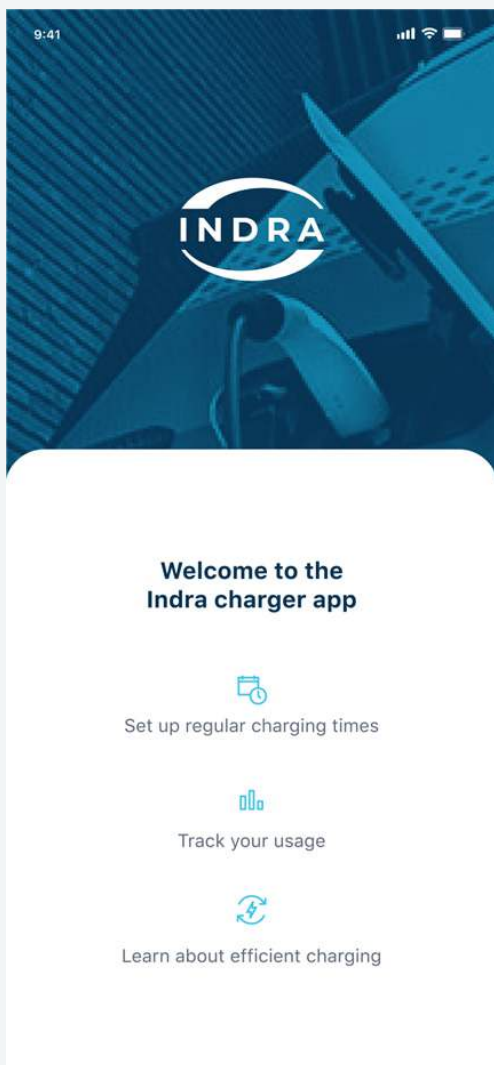 9:41
INDRA
Welcome to the
Indra charger app
Set up regular charging times
Track your usage
Learn about efficient charging